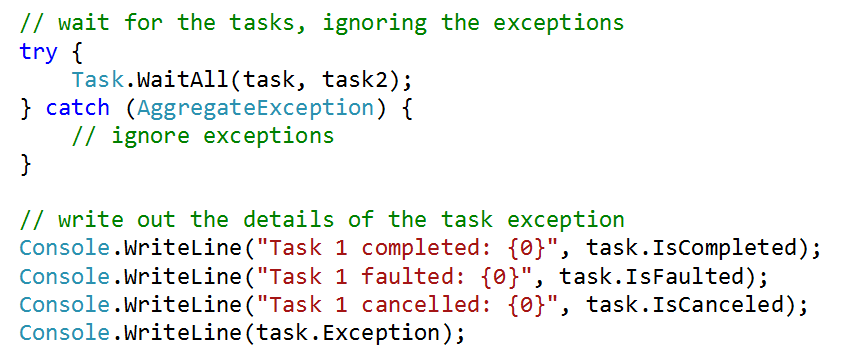 // wait for the tasks, ignoring the exceptions
try {
    Task.WaitAll(task, task2);
} catch (AggregateException) {
    // ignore exceptions
}
// write out the details of the task exception
Console.WriteLine("Task 1 completed: {0}", task.IsCompleted);
Console.WriteLine("Task 1 faulted: {0}", task.IsFaulted);
Console.WriteLine("Task 1 cancelled: {0}", task.IsCanceled);
Console.WriteLine(task.Exception);